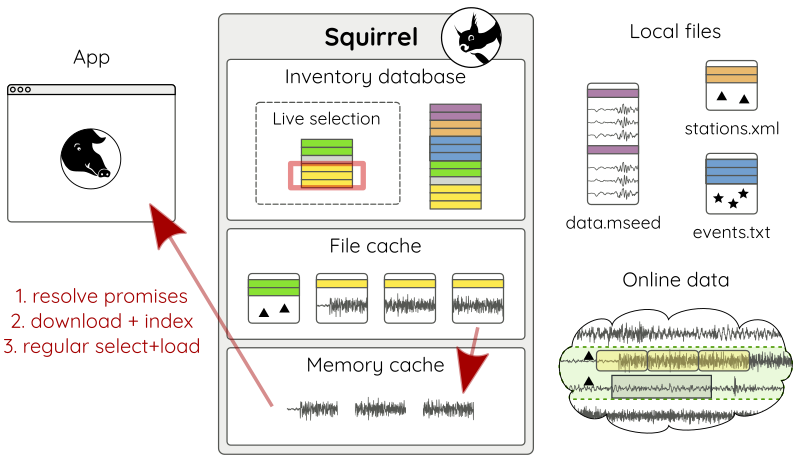 App
Squirrel
Inventory database
Live selection
File cache
Memory cache
1. resolve promises
2. download + index
3. regular select+load
Local files
data.mseed
stations.xml
events.txt
Online data